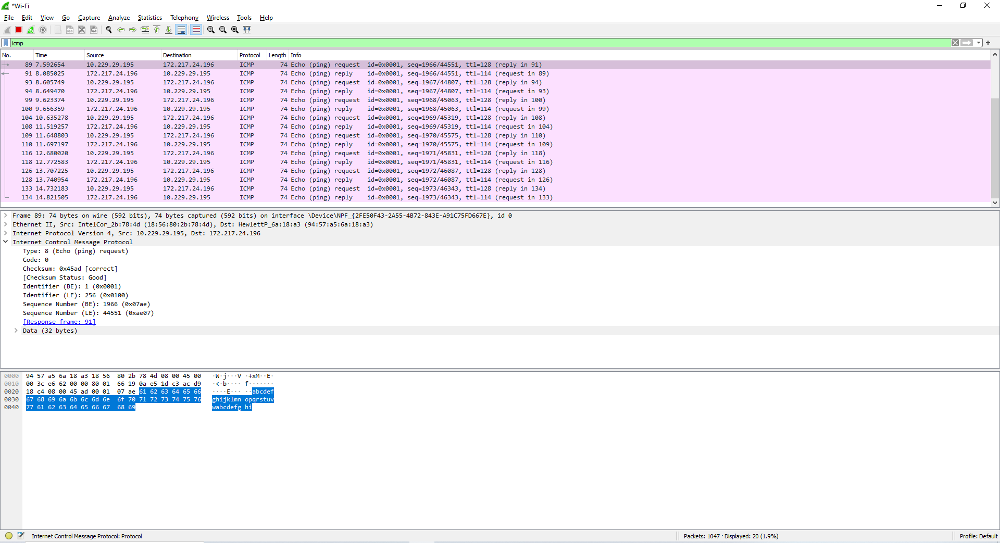 *Wi-Fi
File Edit View Go Capture Analyze Statistics Telephony Wireless Tools Help
icmp
No. Time Source Destination Protocol Length Info
89 7.592654 10.229.29.195 172.217.24.196 ICMP 74 Echo (ping) request id=0x0001, seq=1966/44551, ttl=128 (reply in 91)
91 8.085025 172.217.24.196 10.229.29.195 ICMP 74 Echo (ping) reply id=0x0001, seq=1966/44551, ttl=114 (request in 89)
93 8.605749 10.229.29.195 172.217.24.196 ICMP 74 Echo (ping) request id=0x0001, seq=1967/44807, ttl=128 (reply in 94)
94 8.649470 172.217.24.196 10.229.29.195 ICMP 74 Echo (ping) reply id=0x0001, seq=1967/44807, ttl=114 (request in 93)
99 9.623374 10.229.29.195 172.217.24.196 ICMP 74 Echo (ping) request id=0x0001, seq=1968/45063, ttl=128 (reply in 100)
100 9.656359 172.217.24.196 10.229.29.195 ICMP 74 Echo (ping) reply id=0x0001, seq=1968/45063, ttl=114 (request in 99)
104 10.635278 10.229.29.195 172.217.24.196 ICMP 74 Echo (ping) request id=0x0001, seq=1969/45319, ttl=128 (reply in 108)
108 11.519257 172.217.24.196 10.229.29.195 ICMP 74 Echo (ping) reply id=0x0001, seq=1969/45319, ttl=114 (request in 104)
109 11.648803 10.229.29.195 172.217.24.196 ICMP 74 Echo (ping) request id=0x0001, seq=1970/45575, ttl=128 (reply in 110)
110 11.697197 172.217.24.196 10.229.29.195 ICMP 74 Echo (ping) reply id=0x0001, seq=1970/45575, ttl=114 (request in 109)
116 12.680020 10.229.29.195 172.217.24.196 ICMP 74 Echo (ping) request id=0x0001, seq=1971/45831, ttl=128 (reply in 118)
118 12.772583 172.217.24.196 10.229.29.195 ICMP 74 Echo (ping) reply id=0x0001, seq=1971/45831, ttl=114 (request in 116)
126 13.707225 10.229.29.195 172.217.24.196 ICMP 74 Echo (ping) request id=0x0001, seq=1972/46087, ttl=128 (reply in 128)
128 13.740954 172.217.24.196 10.229.29.195 ICMP 74 Echo (ping) reply id=0x0001, seq=1972/46087, ttl=114 (request in 126)
133 14.732183 10.229.29.195 172.217.24.196 ICMP 74 Echo (ping) request id=0x0001, seq=1973/46343, ttl=128 (reply in 134)
134 14.821505 172.217.24.196 10.229.29.195 ICMP 74 Echo (ping) reply id=0x0001, seq=1973/46343, ttl=114 (request in 133)
Frame 89: 74 bytes on wire (592 bits), 74 bytes captured (592 bits) on interface \Device\NPF_{2FE50F43-2A55-4B72-843E-A91C75FD667E}, id 0
Ethernet II, Src: IntelCor_2b:78:4d (18:56:80:2b:78:4d), Dst: HewlettP_6a:18:a3 (94:57:a5:6a:18:a3)
Internet Protocol Version 4, Src: 10.229.29.195, Dst: 172.217.24.196
Internet Control Message Protocol
Type: 8 (Echo (ping) request)
Code: 0
Checksum: 0x45ad [correct]
[Checksum Status: Good]
Identifier (BE): 1 (0x0001)
Identifier (LE): 256 (0x0100)
Sequence Number (BE): 1966 (0x07ae)
Sequence Number (LE): 44551 (0xae07)
[Response frame: 91]
Data (32 bytes)
0000 94 57 a5 6a 18 a3 18 56 80 2b 78 4d 08 00 45 00 ·W·j···V ·+xM··E·
0010 00 3c e6 62 00 00 80 01 66 19 0a e5 1d c3 ac d9 ·<·b···· f·······
0020 18 c4 08 00 45 ad 00 01 07 ae 61 62 63 64 65 66 ····E··· ··abcdef
0030 67 68 69 6a 6b 6c 6d 6e 6f 70 71 72 73 74 75 76 ghijklmn opqrstuv
0040 77 61 62 63 64 65 66 67 68 69 wabcdefg hi
Internet Control Message Protocol: Protocol Packets: 1047 · Displayed: 20 (1.9%) Profile: Default